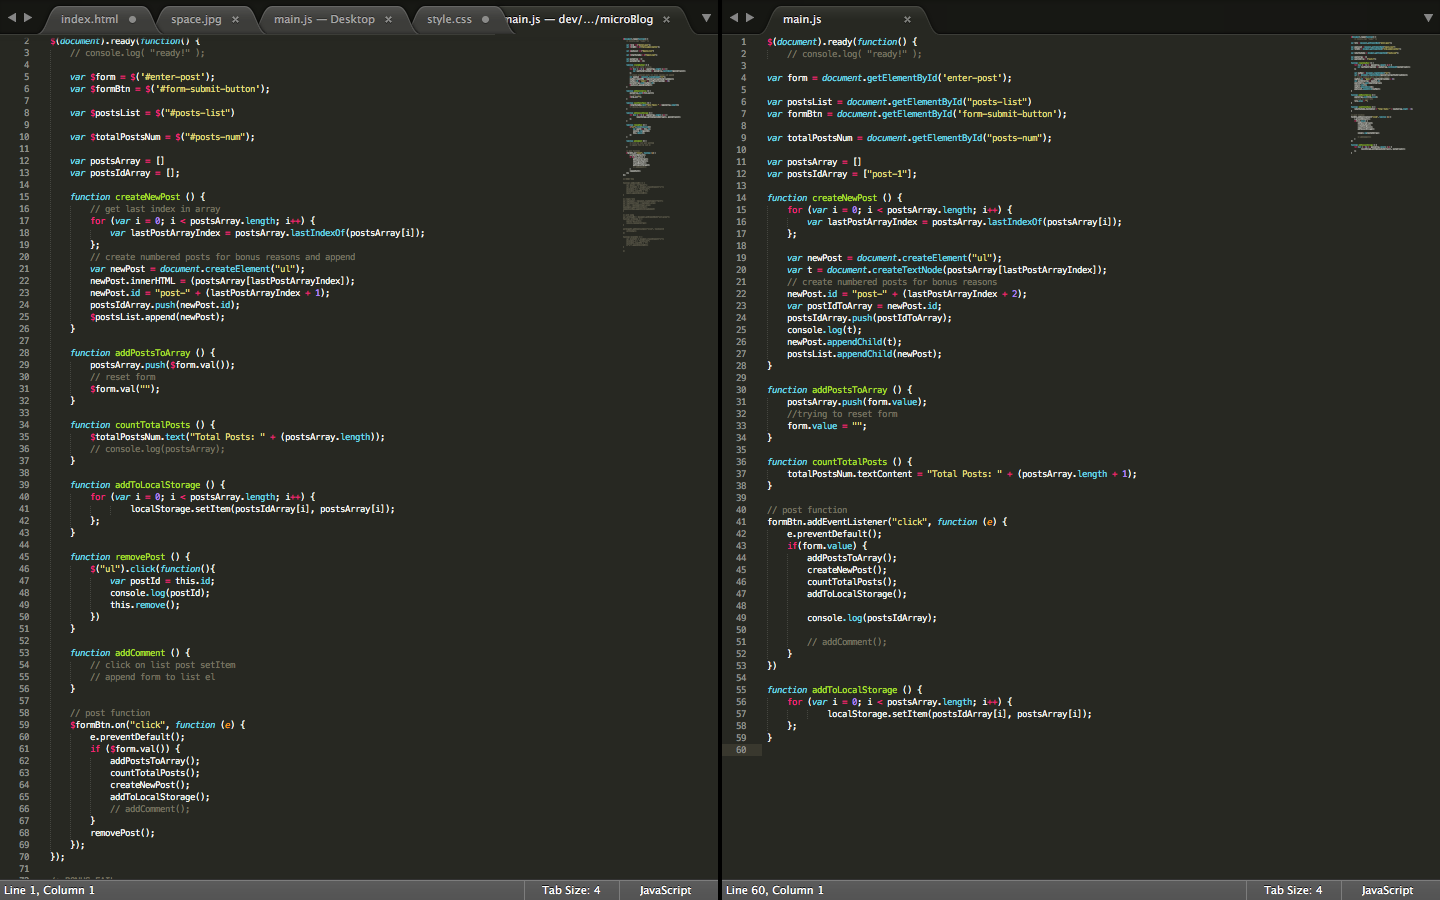 index.html
space.jpg
main.js — Desktop
style.css
main.js — dev/.../microBlog
2 $(document).ready(function() {
3 // console.log( "ready!" );
4
5 var $form = $('#enter-post');
6 var $formBtn = $('#form-submit-button');
7
8 var $postsList = $("#posts-list")
9
10 var $totalPostsNum = $("#posts-num");
11
12 var postsArray = []
13 var postsIdArray = [];
14
15 function createNewPost () {
16 // get last index in array
17 for (var i = 0; i < postsArray.length; i++) {
18 var lastPostArrayIndex = postsArray.lastIndexOf(postsArray[i]);
19 };
20 // create numbered posts for bonus reasons and append
21 var newPost = document.createElement("ul");
22 newPost.innerHTML = (postsArray[lastPostArrayIndex]);
23 newPost.id = "post-" + (lastPostArrayIndex + 1);
24 postsIdArray.push(newPost.id);
25 $postsList.append(newPost);
26 }
27
28 function addPostsToArray () {
29 postsArray.push($form.val());
30 // reset form
31 $form.val("");
32 }
33
34 function countTotalPosts () {
35 $totalPostsNum.text("Total Posts: " + (postsArray.length));
36 // console.log(postsArray);
37 }
38
39 function addToLocalStorage () {
40 for (var i = 0; i < postsArray.length; i++) {
41 localStorage.setItem(postsIdArray[i], postsArray[i]);
42 };
43 }
44
45 function removePost () {
46 $("ul").click(function(){
47 var postId = this.id;
48 console.log(postId);
49 this.remove();
50 })
51 }
52
53 function addComment () {
54 // click on list post setItem
55 // append form to list el
56 }
57
58 // post function
59 $formBtn.on("click", function (e) {
60 e.preventDefault();
61 if ($form.val()) {
62 addPostsToArray();
63 countTotalPosts();
64 createNewPost();
65 addToLocalStorage();
66 // addComment();
67 }
68 removePost();
69 });
70 });
71
Line 1, Column 1
Tab Size: 4
JavaScript
main.js
1 $(document).ready(function() {
2 // console.log( "ready!" );
3
4 var form = document.getElementById('enter-post');
5
6 var postsList = document.getElementById("posts-list")
7 var formBtn = document.getElementById('form-submit-button');
8
9 var totalPostsNum = document.getElementById("posts-num");
10
11 var postsArray = []
12 var postsIdArray = ["post-1"];
13
14 function createNewPost () {
15 for (var i = 0; i < postsArray.length; i++) {
16 var lastPostArrayIndex = postsArray.lastIndexOf(postsArray[i]);
17 };
18
19 var newPost = document.createElement("ul");
20 var t = document.createTextNode(postsArray[lastPostArrayIndex]);
21 // create numbered posts for bonus reasons
22 newPost.id = "post-" + (lastPostArrayIndex + 2);
23 var postIdToArray = newPost.id;
24 postsIdArray.push(postIdToArray);
25 console.log(t);
26 newPost.appendChild(t);
27 postsList.appendChild(newPost);
28 }
29
30 function addPostsToArray () {
31 postsArray.push(form.value);
32 //trying to reset form
33 form.value = "";
34 }
35
36 function countTotalPosts () {
37 totalPostsNum.textContent = "Total Posts: " + (postsArray.length + 1);
38 }
39
40 // post function
41 formBtn.addEventListener("click", function (e) {
42 e.preventDefault();
43 if(form.value) {
44 addPostsToArray();
45 createNewPost();
46 countTotalPosts();
47 addToLocalStorage();
48
49 console.log(postsIdArray);
50
51 // addComment();
52 }
53 })
54
55 function addToLocalStorage () {
56 for (var i = 0; i < postsArray.length; i++) {
57 localStorage.setItem(postsIdArray[i], postsArray[i]);
58 };
59 }
60
Line 60, Column 1
Tab Size: 4
JavaScript